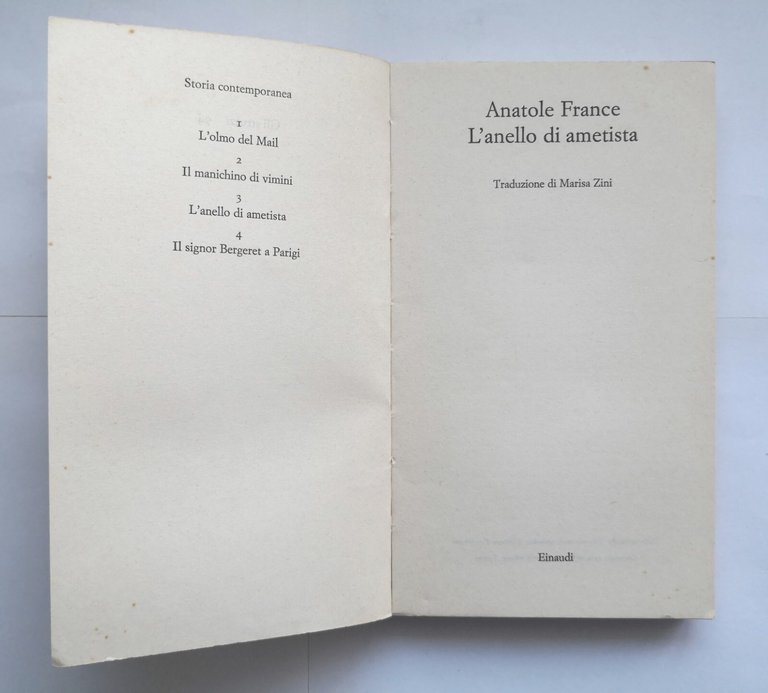 Storia contemporanea
1
L'olmo del Mail
2
Il manichino di vimini
3
L'anello di ametista
4
Il signor Bergeret a Parigi
Anatole France
L'anello di ametista
Traduzione di Marisa Zini
Einaudi